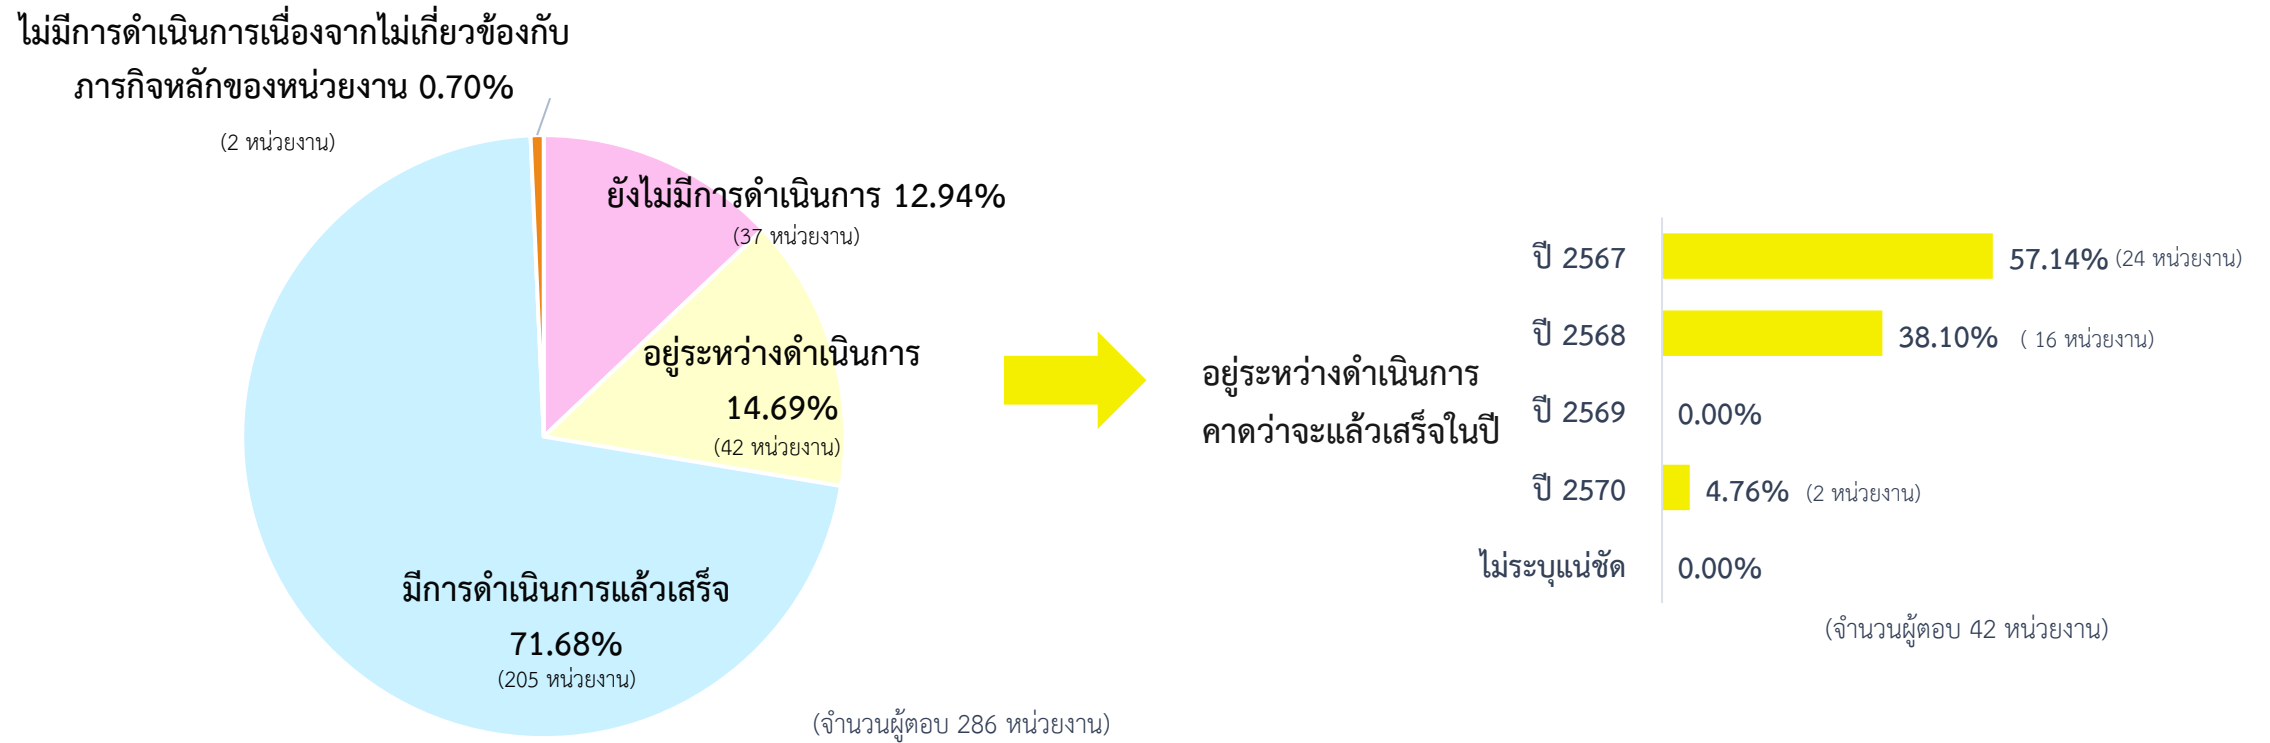 ไม่มีการดำเนินการเนื่องจากไม่เกี่ยวข้องกับ
ภารกิจหลักของหน่วยงาน 0.70%
(2 หน่วยงาน)
ยังไม่มีการดำเนินการ 12.94%
(37 หน่วยงาน)
อยู่ระหว่างดำเนินการ
14.69%
(42 หน่วยงาน)
มีการดำเนินการแล้วเสร็จ
71.68%
(205 หน่วยงาน)
(จำนวนผู้ตอบ 286 หน่วยงาน)
อยู่ระหว่างดำเนินการ
คาดว่าจะแล้วเสร็จในปี
ปี 2567 57.14% (24 หน่วยงาน)
ปี 2568 38.10% ( 16 หน่วยงาน)
ปี 2569 0.00%
ปี 2570 4.76% (2 หน่วยงาน)
ไม่ระบุแน่ชัด 0.00%
(จำนวนผู้ตอบ 42 หน่วยงาน)